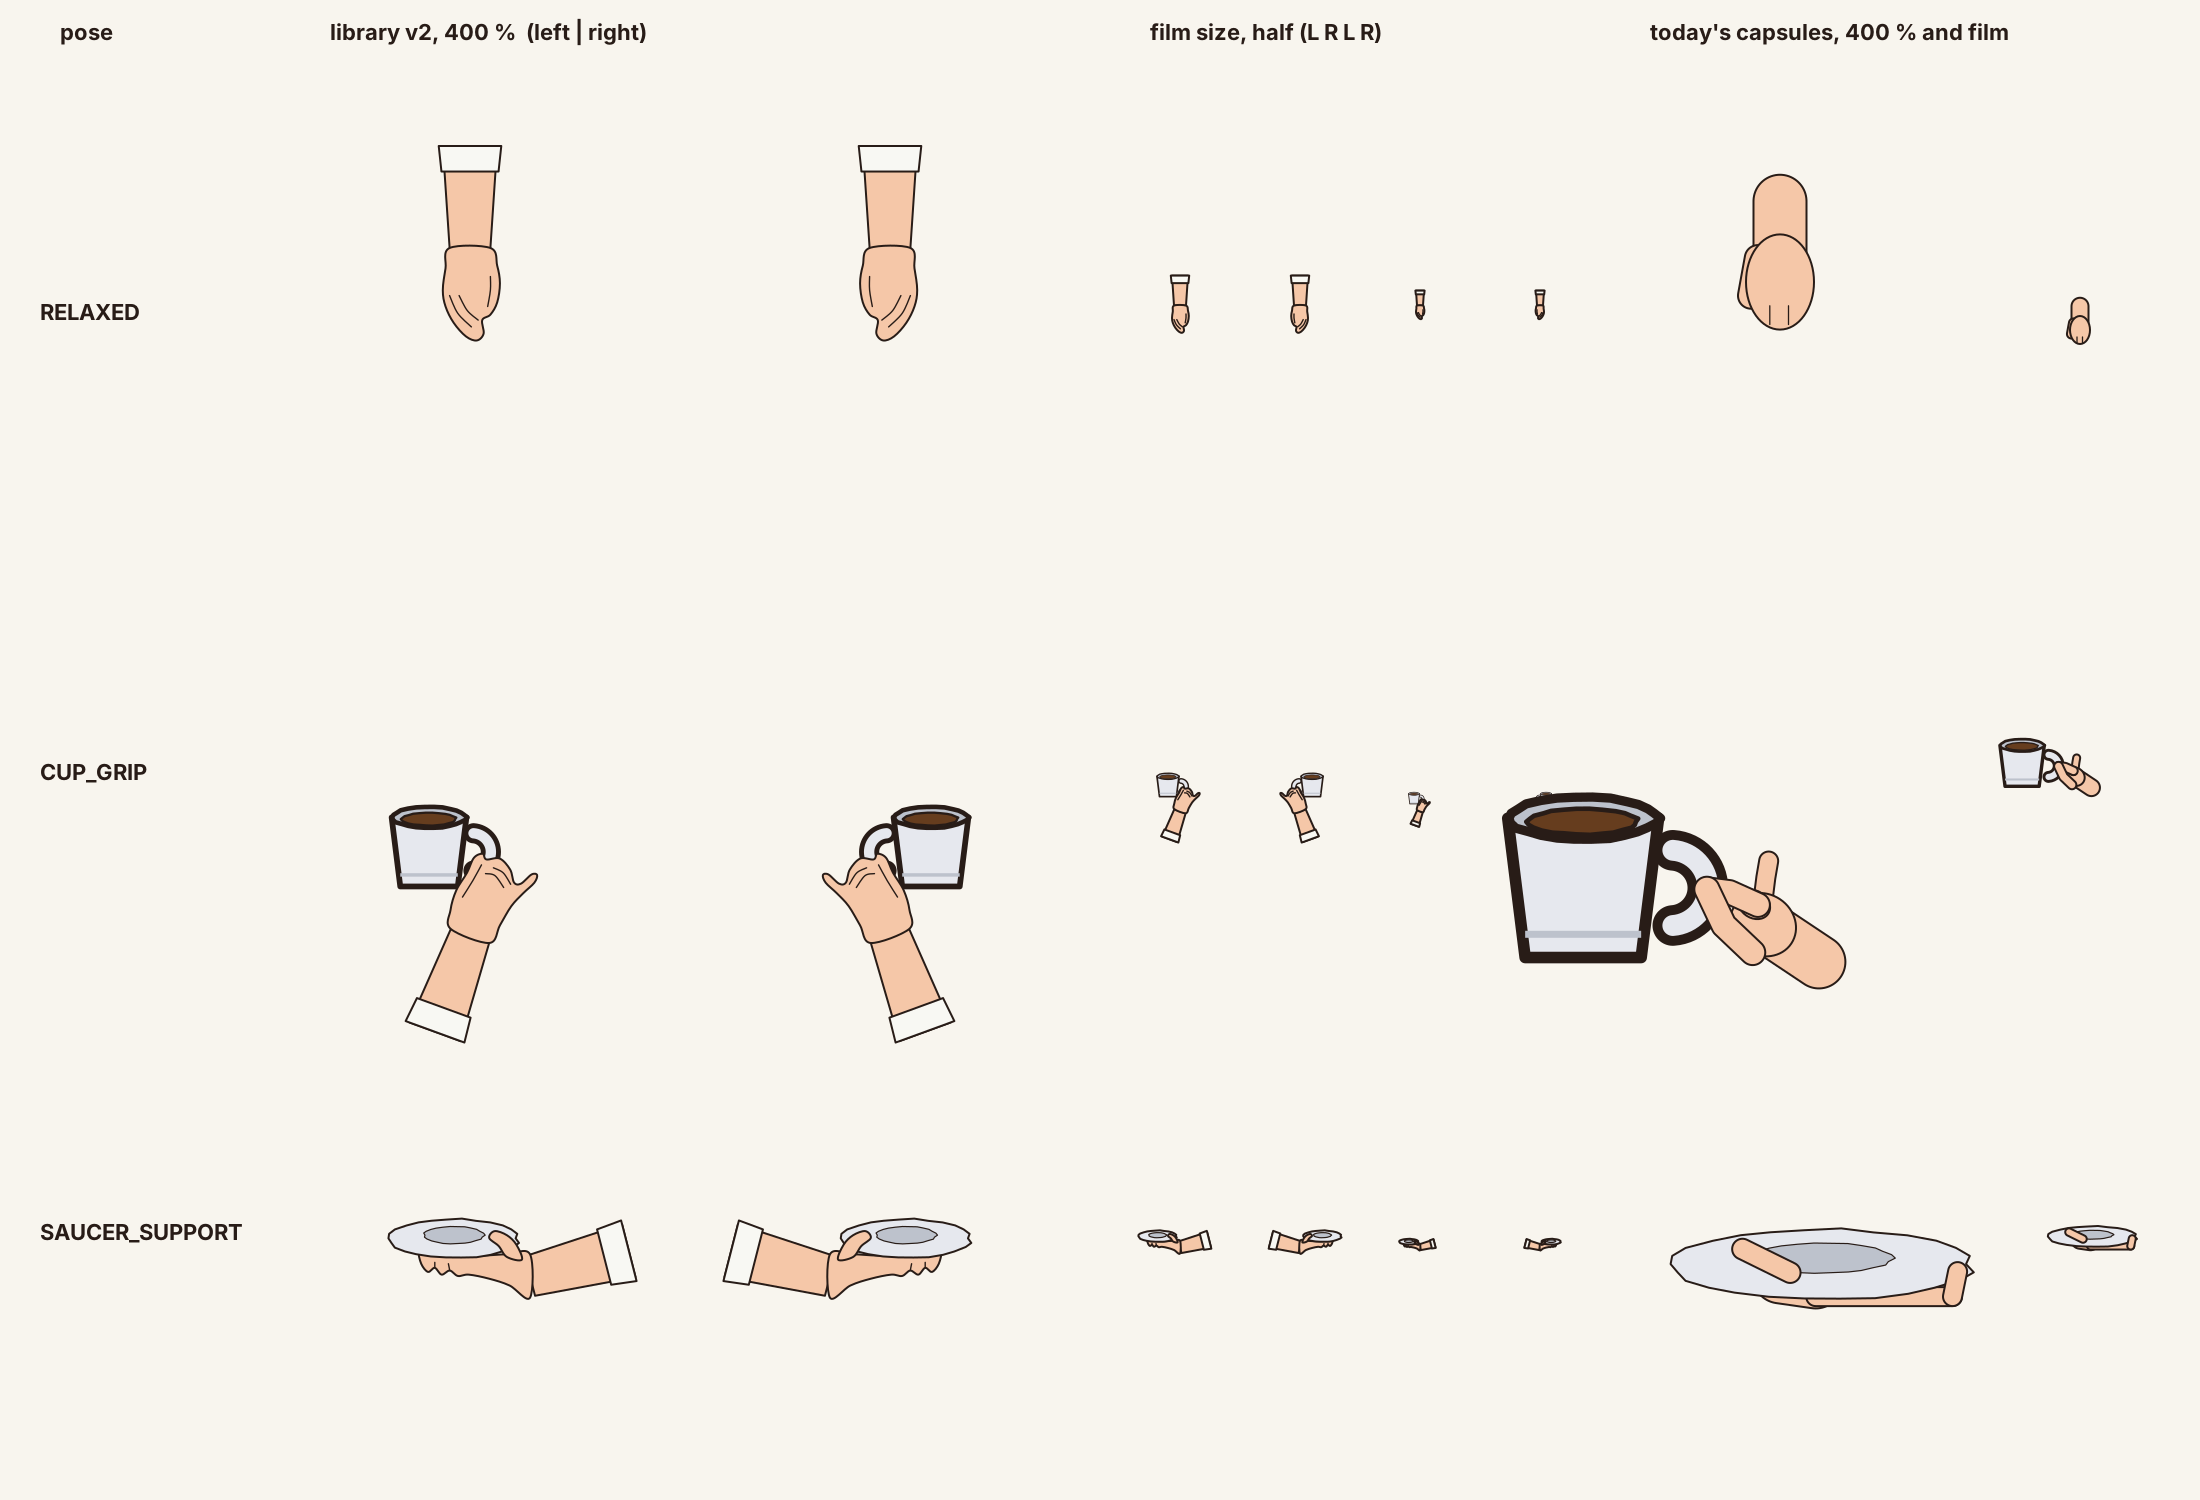 pose
library v2, 400 % (left | right)
film size, half (L R L R)
today's capsules, 400 % and film
RELAXED
CUP_GRIP
SAUCER_SUPPORT